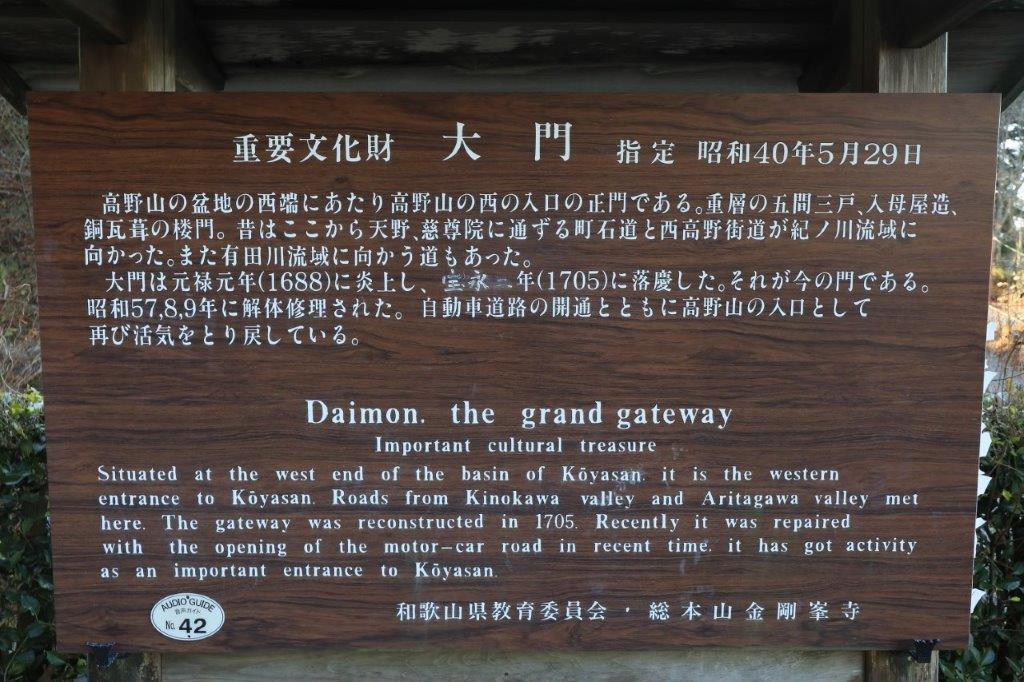 重要文化財 大門 指定 昭和40年5月29日
高野山の盆地の西端にあたり高野山の西の入口の正門である。重層の五間三戸、入母屋造、
銅瓦葺の楼門。昔はここから天野、慈尊院に通ずる町石道と西高野街道が紀ノ川流域に
向かった。また有田川流域に向かう道もあった。
大門は元禄元年(1688)に炎上し、宝永二年(1705)に落慶した。それが今の門である。
昭和57,8,9年に解体修理された。自動車道路の開通とともに高野山の入口として
再び活気をとり戻している。
Daimon. the grand gateway
Important cultural treasure
Situated at the west end of the basin of Kōyasan. it is the western
entrance to Kōyasan. Roads from Kinokawa valley and Aritagawa valley met
here. The gateway was reconstructed in 1705. Recently it was repaired
with the opening of the motor-car road in recent time. it has got activity
as an important entrance to Kōyasan.
AUDIO GUIDE
音声ガイド
No. 42
和歌山県教育委員会・総本山金剛峯寺